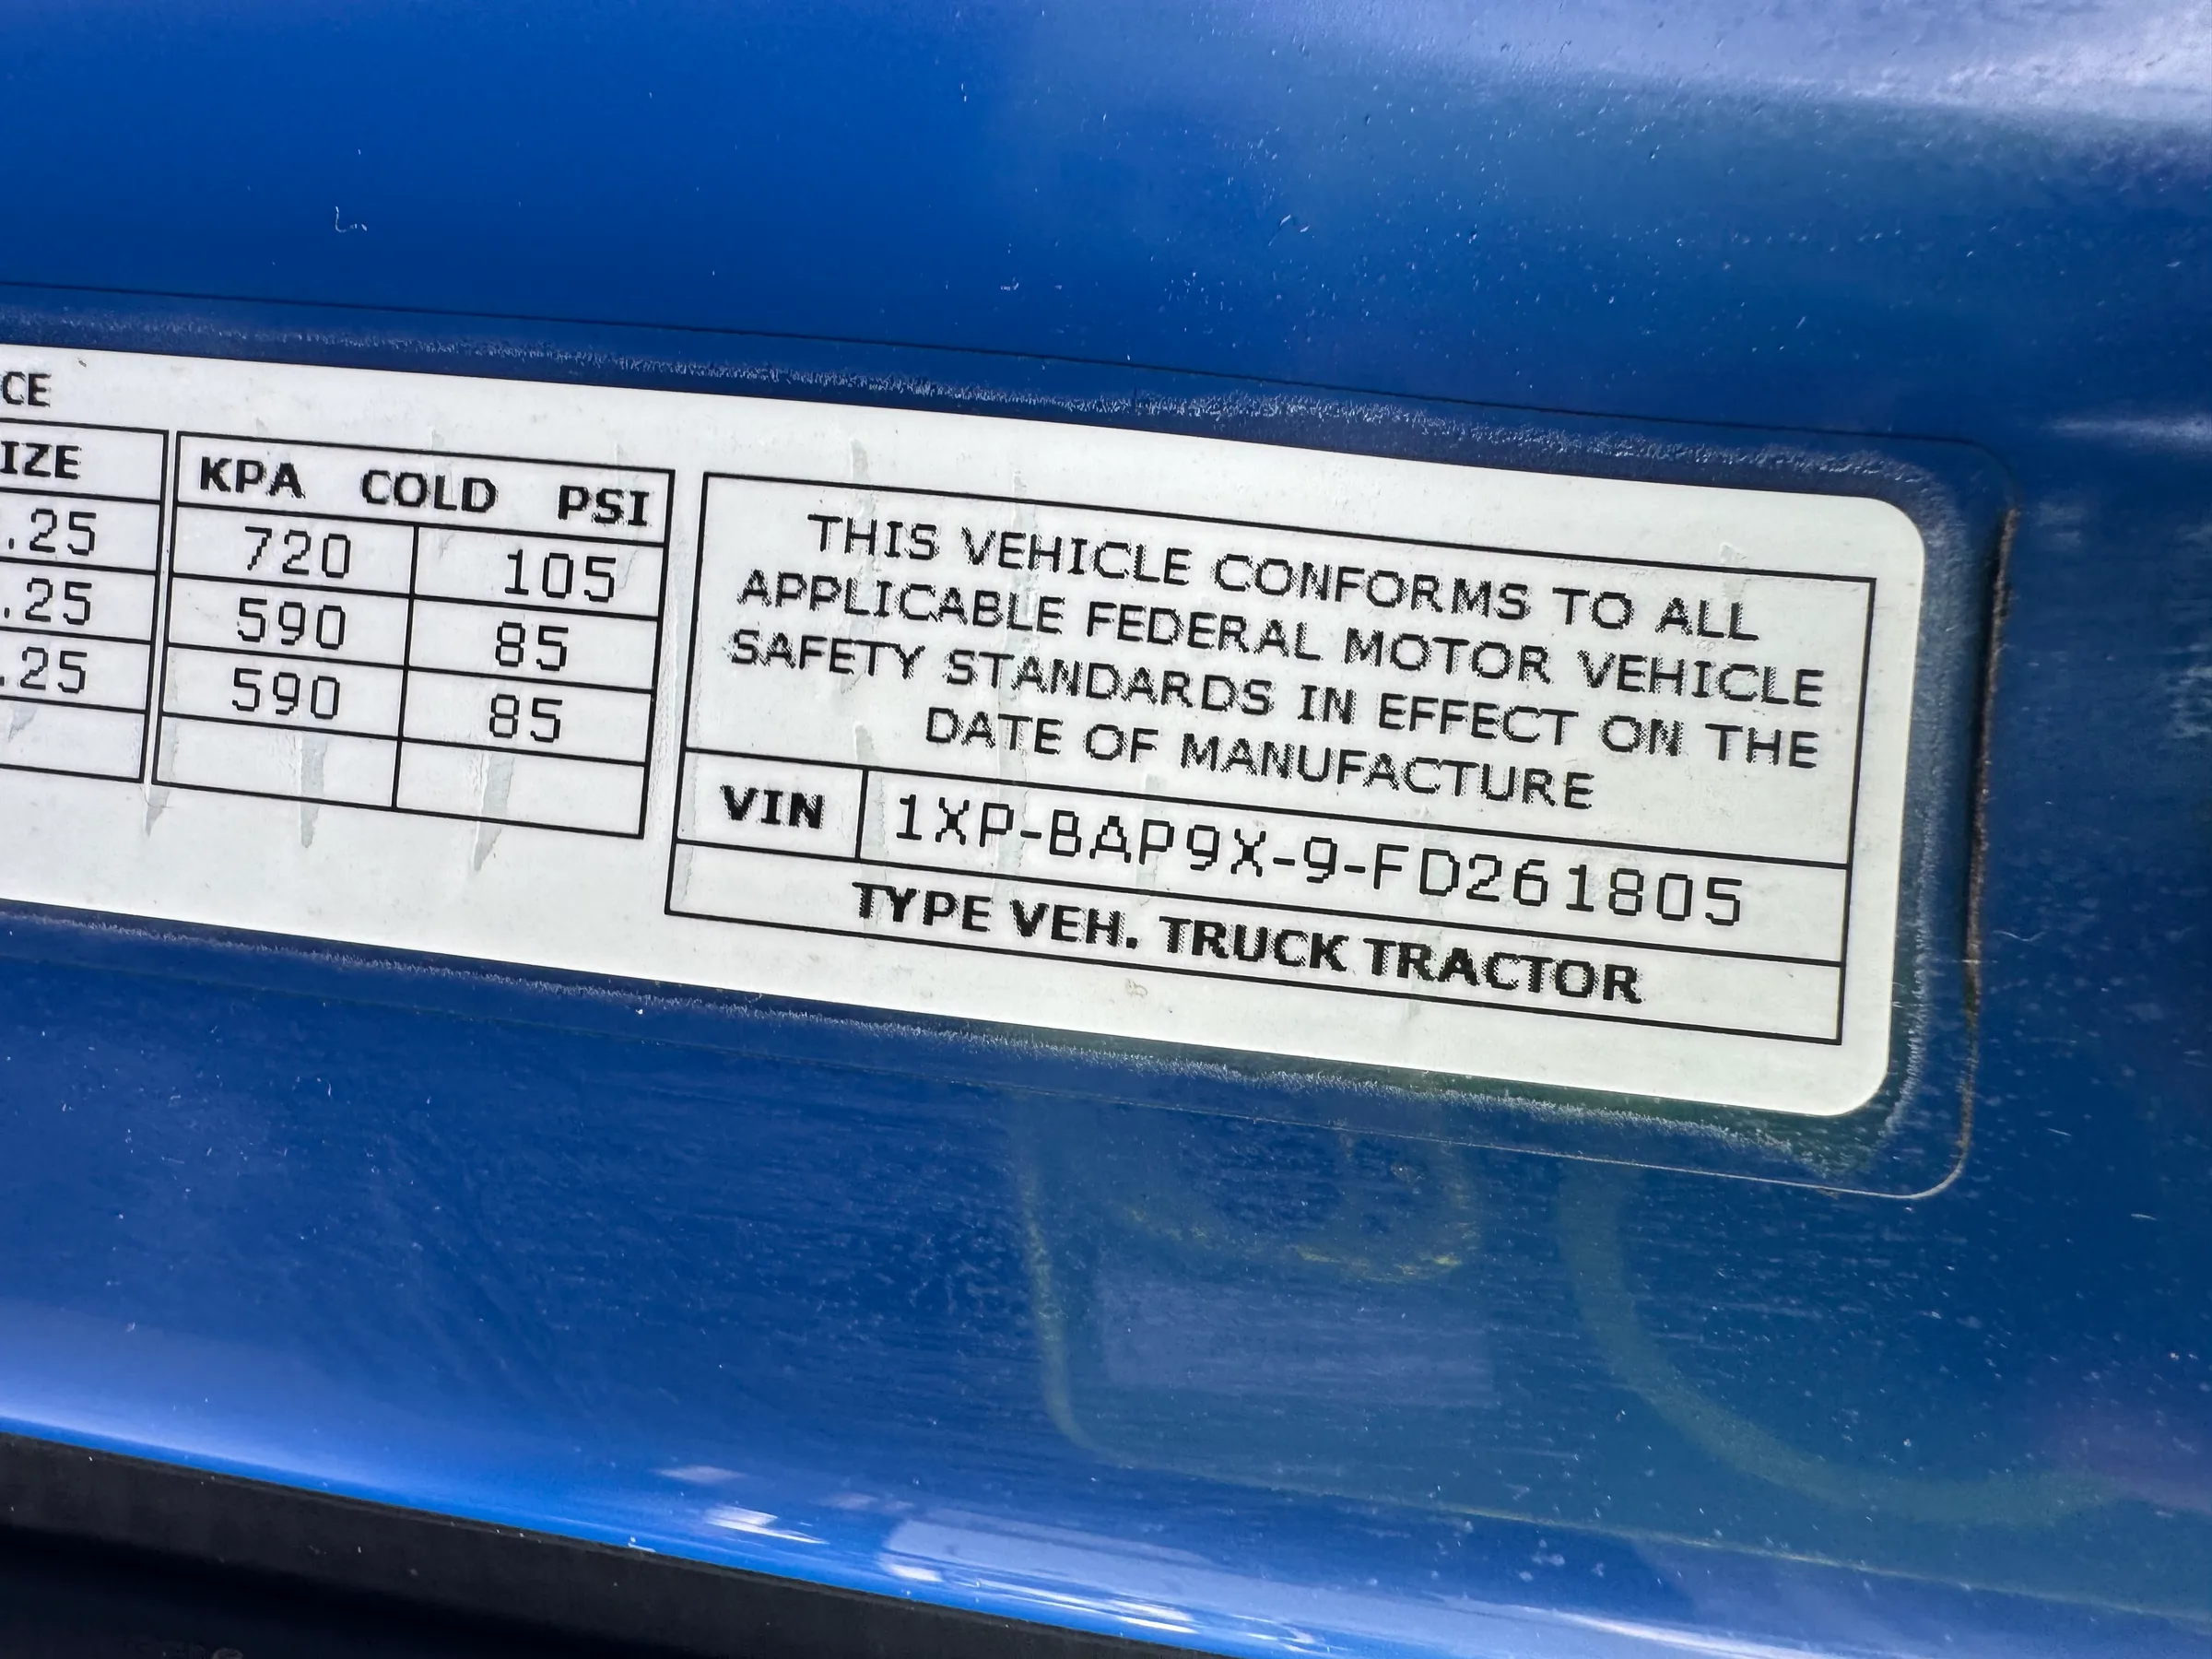 CE
IZE
.25
.25
.25
KPA COLD PSI
720 105
590 85
590 85
THIS VEHICLE CONFORMS TO ALL
APPLICABLE FEDERAL MOTOR VEHICLE
SAFETY STANDARDS IN EFFECT ON THE
DATE OF MANUFACTURE
VIN 1XP-BAP9X-9-FD261805
TYPE VEH. TRUCK TRACTOR